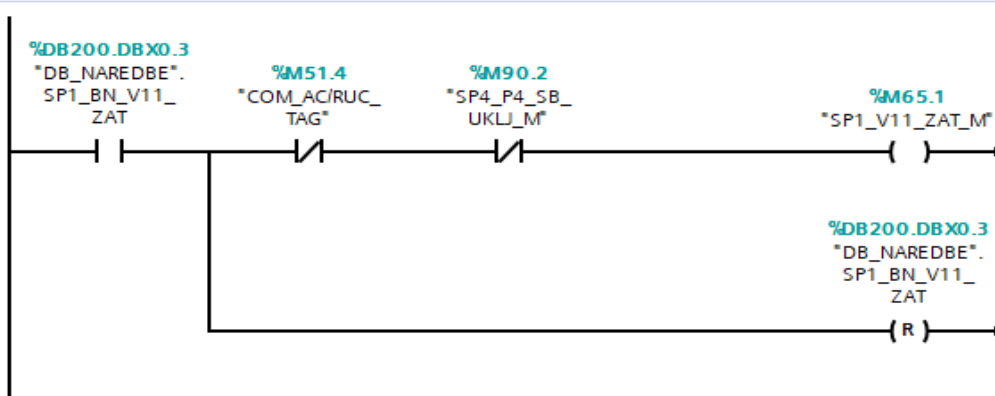 %DB200.DBX0.3
"DB_NAREDBE".
SP1_BN_V11_
ZAT
%M51.4
"COM_AC/RUC_
TAG"
%M90.2
"SP4_P4_SB_
UKLJ_M"
%M65.1
"SP1_V11_ZAT_M"
%DB200.DBX0.3
"DB_NAREDBE".
SP1_BN_V11_
ZAT
R